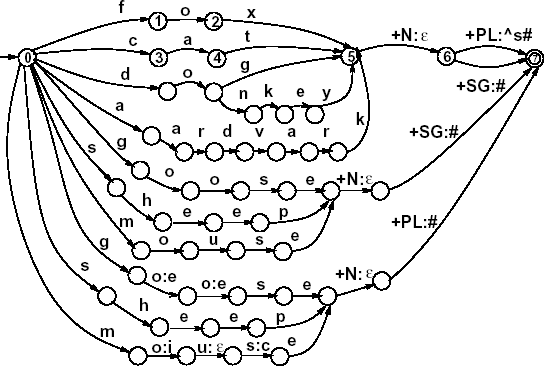 f o x
c a t
0 1 2 3 4 5 6 7
+N:ε +PL:^s#
+SG:#
d o g
n k e y
a a r d v a r k
+SG:#
g o o s e +N:ε
s h e e p
m o u s e
+PL:#
g o:e o:e s e +N:ε
s h e e p
m o:i u:ε s:c e